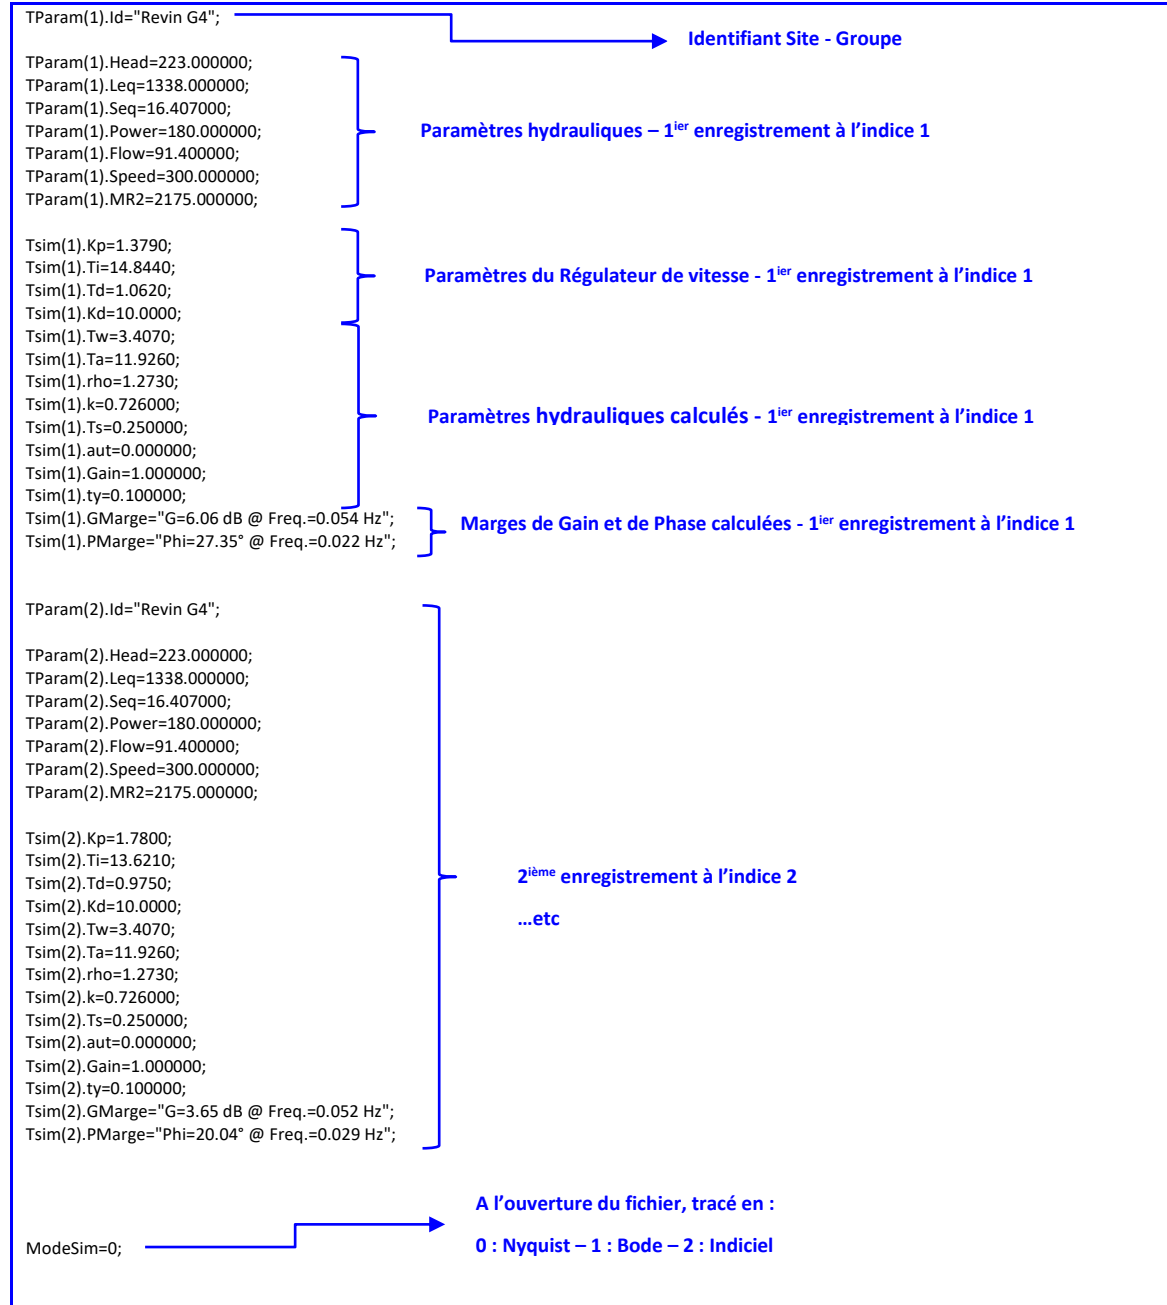 TParam(1).Id="Revin G4";
Identifiant Site - Groupe
TParam(1).Head=223.000000;
TParam(1).Leq=1338.000000;
TParam(1).Seq=16.407000;
TParam(1).Power=180.000000;
Paramètres hydrauliques – 1ier enregistrement à l’indice 1
TParam(1).Flow=91.400000;
TParam(1).Speed=300.000000;
TParam(1).MR2=2175.000000;
Tsim(1).Kp=1.3790;
Tsim(1).Ti=14.8440;
Paramètres du Régulateur de vitesse - 1ier enregistrement à l’indice 1
Tsim(1).Td=1.0620;
Tsim(1).Kd=10.0000;
Tsim(1).Tw=3.4070;
Tsim(1).Ta=11.9260;
Tsim(1).rho=1.2730;
Tsim(1).k=0.726000;
Paramètres hydrauliques calculés - 1ier enregistrement à l’indice 1
Tsim(1).Ts=0.250000;
Tsim(1).aut=0.000000;
Tsim(1).Gain=1.000000;
Tsim(1).ty=0.100000;
Tsim(1).GMarge="G=6.06 dB @ Freq.=0.054 Hz";
Marges de Gain et de Phase calculées - 1ier enregistrement à l’indice 1
Tsim(1).PMarge="Phi=27.35° @ Freq.=0.022 Hz";
TParam(2).Id="Revin G4";
TParam(2).Head=223.000000;
TParam(2).Leq=1338.000000;
TParam(2).Seq=16.407000;
TParam(2).Power=180.000000;
TParam(2).Flow=91.400000;
TParam(2).Speed=300.000000;
TParam(2).MR2=2175.000000;
Tsim(2).Kp=1.7800;
Tsim(2).Ti=13.6210;
Tsim(2).Td=0.9750;
2ième enregistrement à l’indice 2
Tsim(2).Kd=10.0000;
Tsim(2).Tw=3.4070;
…etc
Tsim(2).Ta=11.9260;
Tsim(2).rho=1.2730;
Tsim(2).k=0.726000;
Tsim(2).Ts=0.250000;
Tsim(2).aut=0.000000;
Tsim(2).Gain=1.000000;
Tsim(2).ty=0.100000;
Tsim(2).GMarge="G=3.65 dB @ Freq.=0.052 Hz";
Tsim(2).PMarge="Phi=20.04° @ Freq.=0.029 Hz";
A l’ouverture du fichier, tracé en :
0 : Nyquist – 1 : Bode – 2 : Indiciel
ModeSim=0;